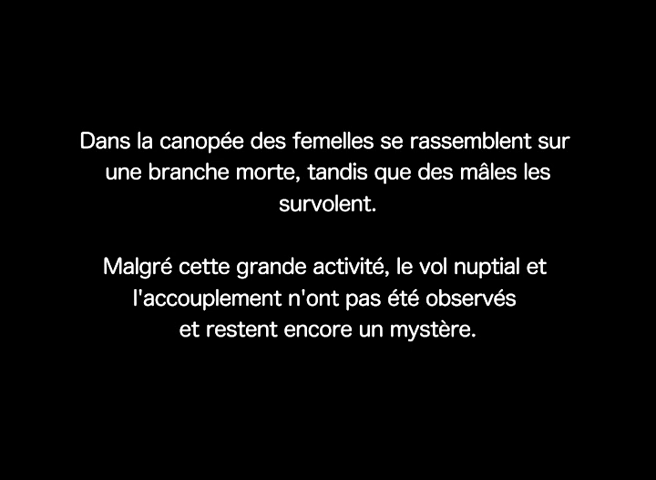 Dans la canopée des femelles se rassemblent sur
une branche morte, tandis que des mâles les
survolent.
Malgré cette grande activité, le vol nuptial et
l'accouplement n'ont pas été observés
et restent encore un mystère.